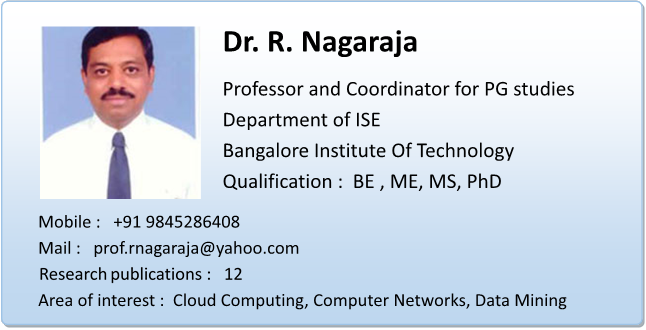 Dr. R. Nagaraja
Professor and Coordinator for PG studies
Department of ISE
Bangalore Institute Of Technology
Qualification :  BE , ME, MS, PhD
Mobile :   +91 9845286408
Mail :   prof.rnagaraja@yahoo.com
Research publications :   12
Area of interest :  Cloud Computing, Computer Networks, Data Mining